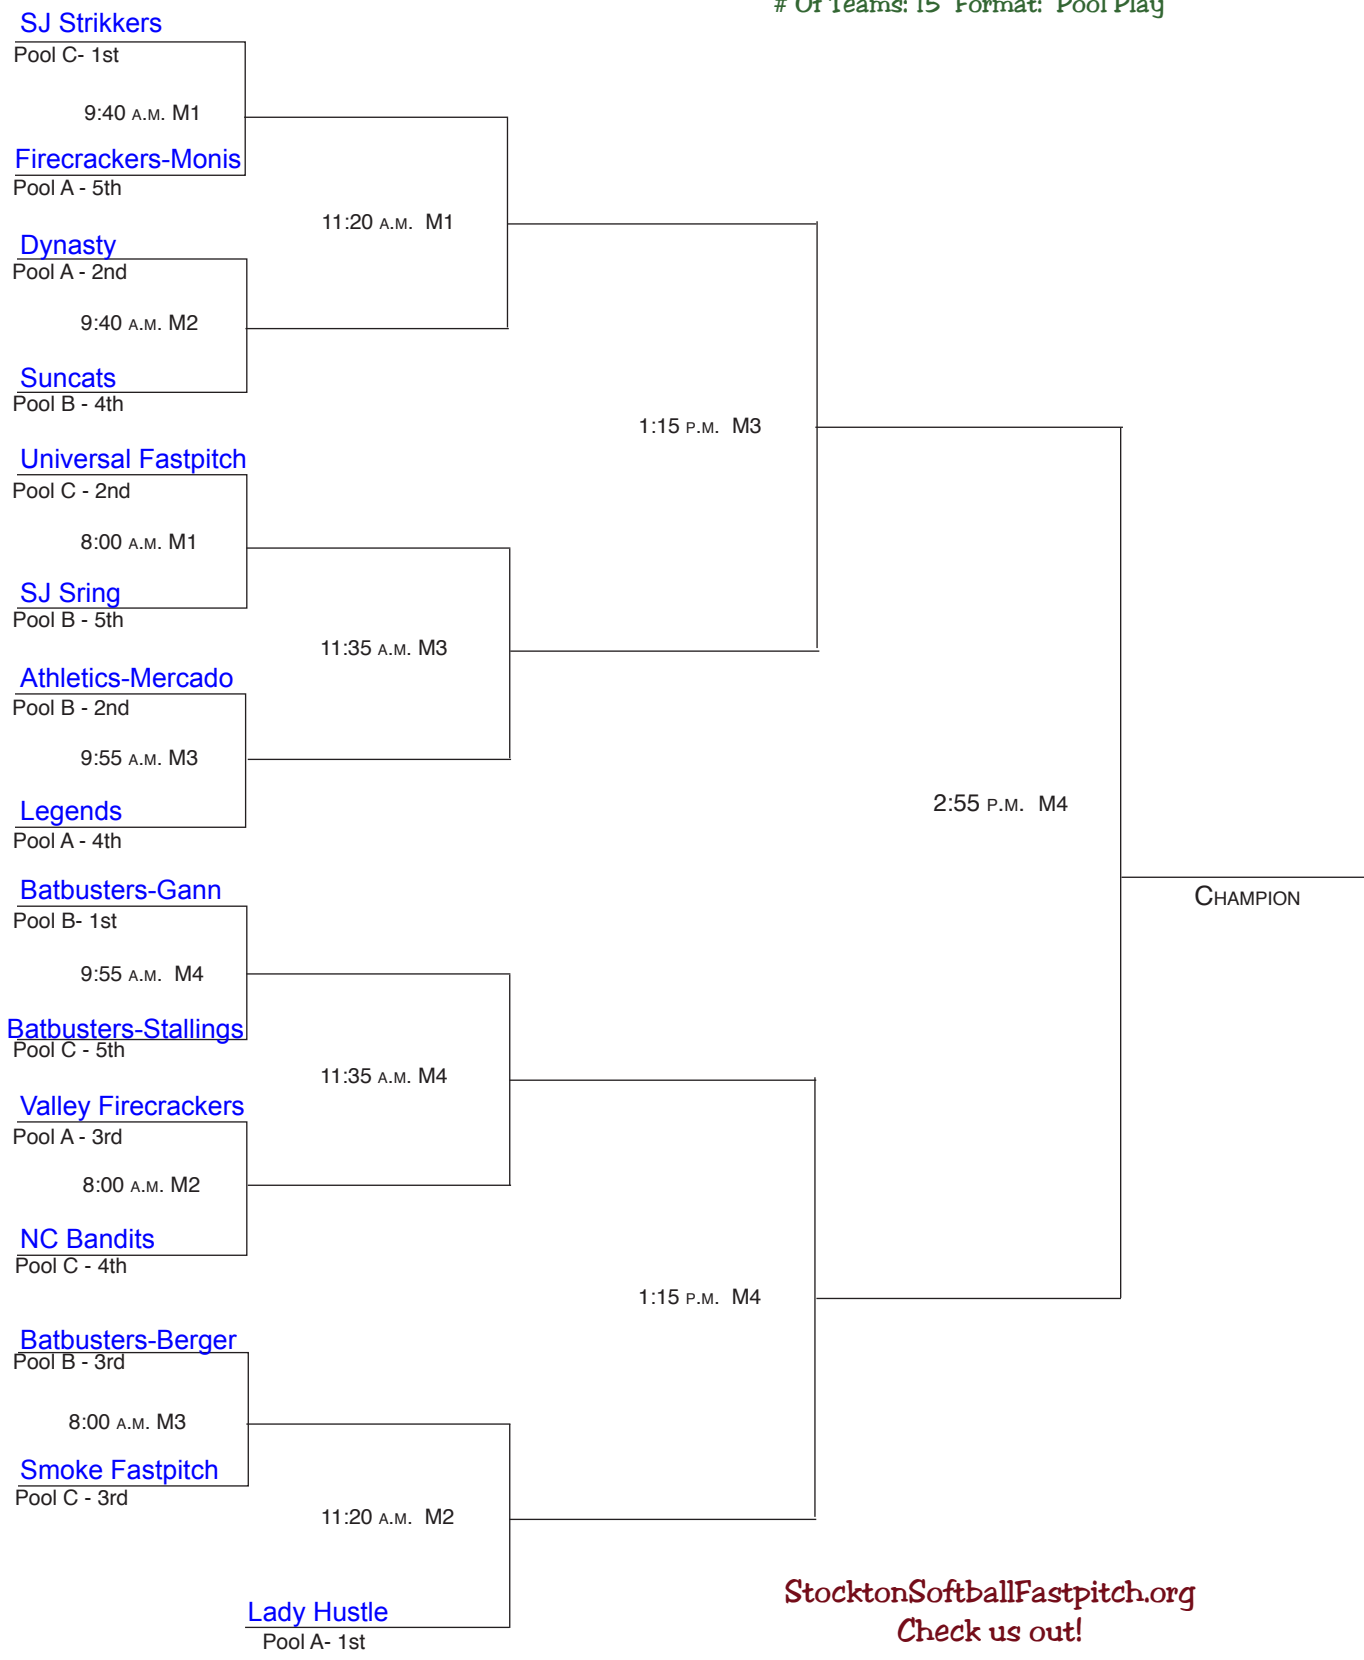 # Of Teams: 15 Format: Pool Play
SJ Strikkers
Pool C- 1st
9:40 A.M. M1
Firecrackers-Monis
Pool A - 5th
11:20 A.M. M1
Dynasty
Pool A - 2nd
9:40 A.M. M2
Suncats
Pool B - 4th
1:15 P.M. M3
Universal Fastpitch
Pool C - 2nd
8:00 A.M. M1
SJ Sring
Pool B - 5th
11:35 A.M. M3
Athletics-Mercado
Pool B - 2nd
9:55 A.M. M3
Legends
Pool A - 4th
2:55 P.M. M4
CHAMPION
Batbusters-Gann
Pool B- 1st
9:55 A.M. M4
Batbusters-Stallings
Pool C - 5th
11:35 A.M. M4
Valley Firecrackers
Pool A - 3rd
8:00 A.M. M2
NC Bandits
Pool C - 4th
1:15 P.M. M4
Batbusters-Berger
Pool B - 3rd
8:00 A.M. M3
Smoke Fastpitch
Pool C - 3rd
11:20 A.M. M2
Lady Hustle
Pool A- 1st
StocktonSoftballFastpitch.org
Check us out!